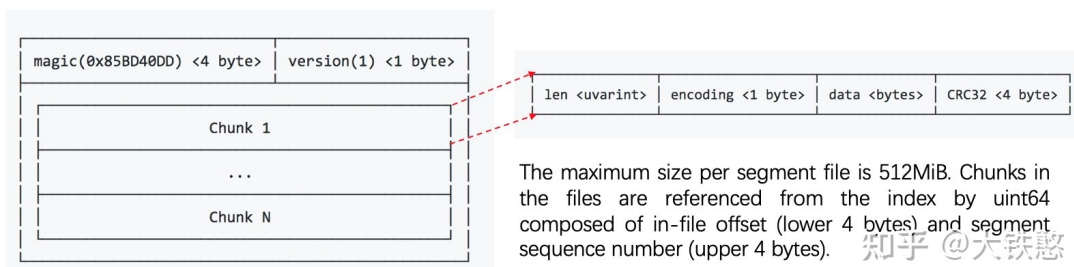 magic(0x85BD40DD) <4 byte>
version(1) <1 byte>
Chunk 1
...
Chunk N
len <uvarint>
encoding <1 byte>
data <bytes>
CRC32 <4 byte>
The maximum size per segment file is 512MiB. Chunks in
the files are referenced from the index by uint64
composed of in-file offset (lower 4 bytes) and segment
sequence number (upper 4 bytes).
知乎 @大铁憨